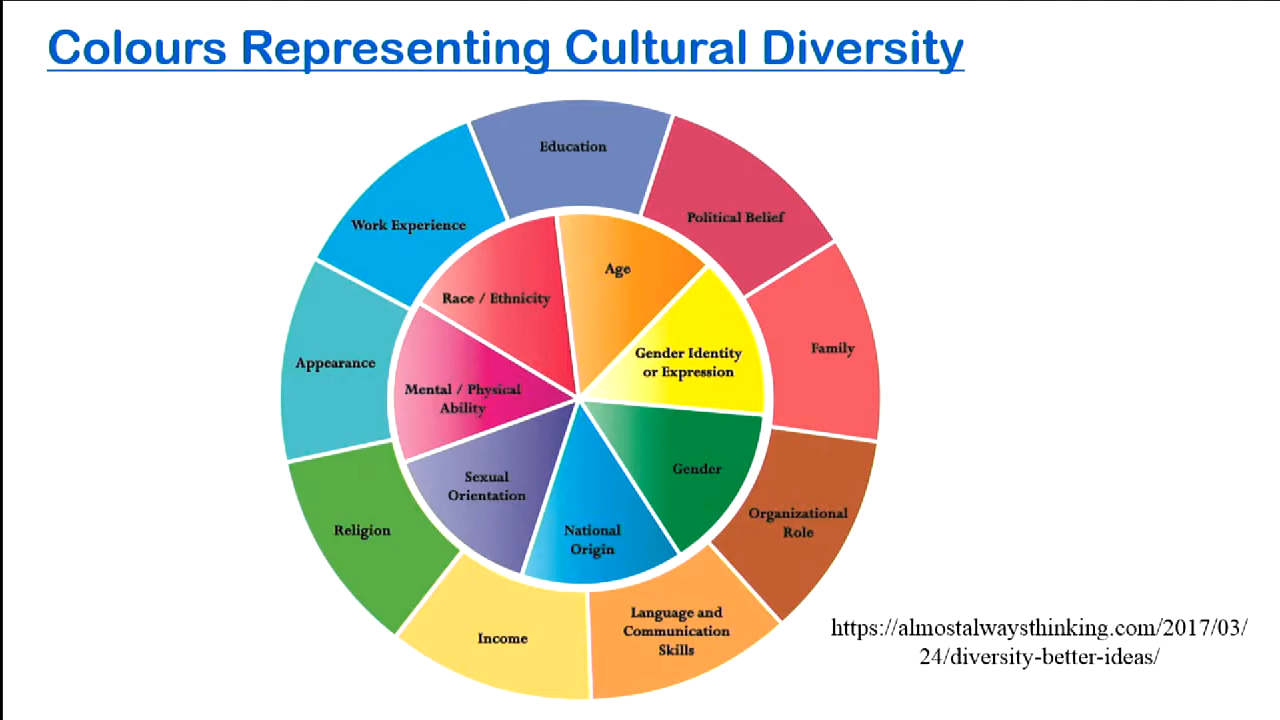 Colours Representing Cultural Diversity
Education
Political Belief
Work Experience
Age
Race / Ethnicity
Family
Gender Identity
or Expression
Appearance
Mental / Physical
Ability
Gender
Sexual
Orientation
Organizational
Role
Religion
National
Origin
Language and
Communication
Skills
Income
https://almostalwaysthinking.com/2017/03/
24/diversity-better-ideas/